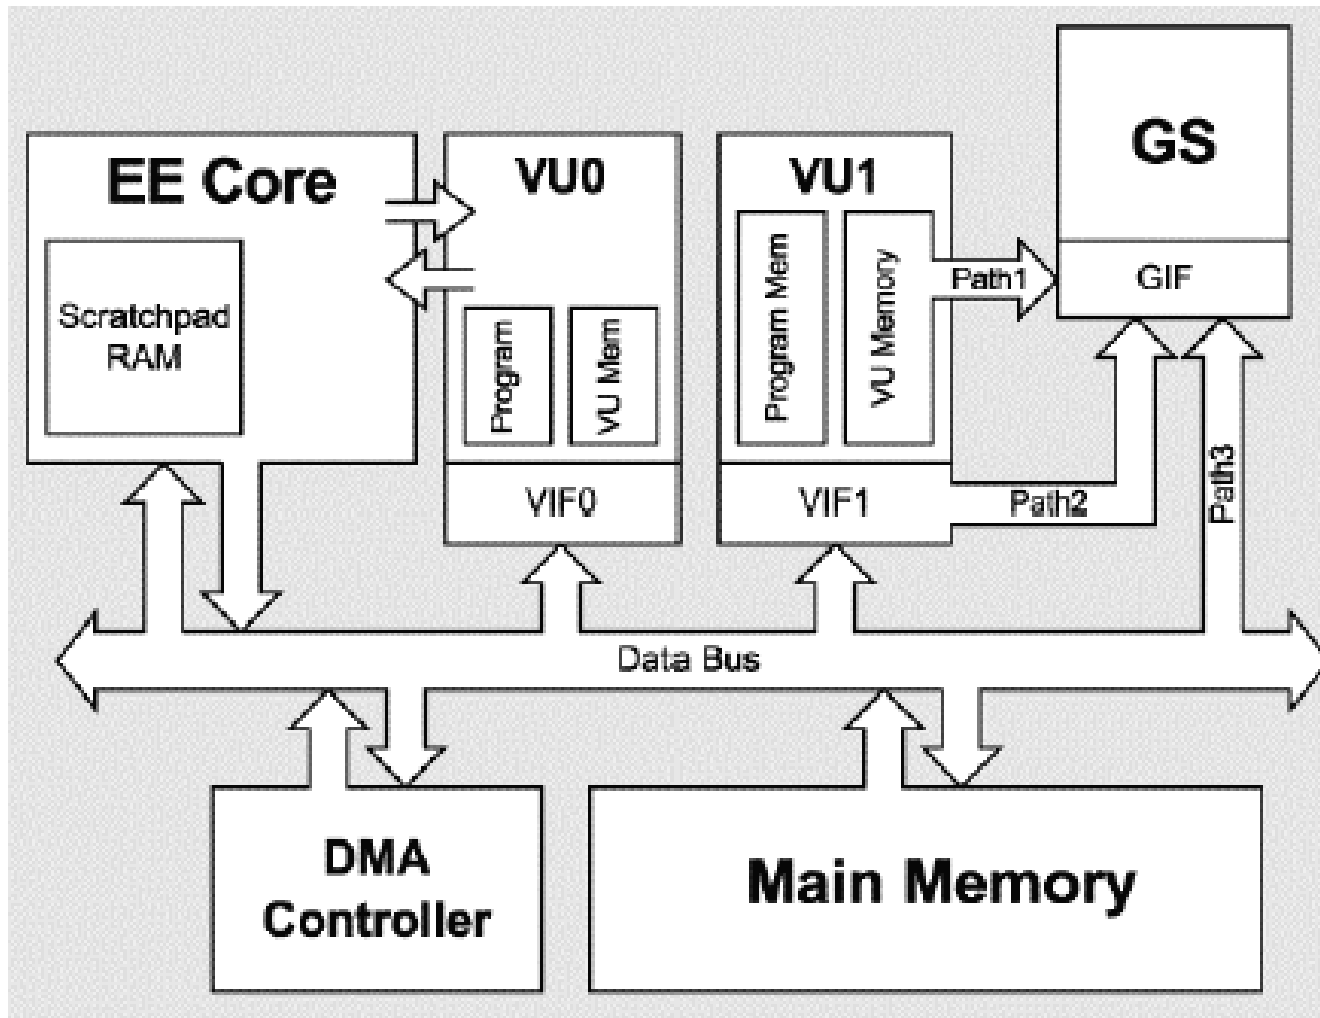 GS
EE Core
VU0
VU1
Scratchpad
RAM
Program
VU Mem
Program Mem
VU Memory
Path1
GIF
VIF0
VIF1
Path2
Path3
Data Bus
DMA
Controller
Main Memory